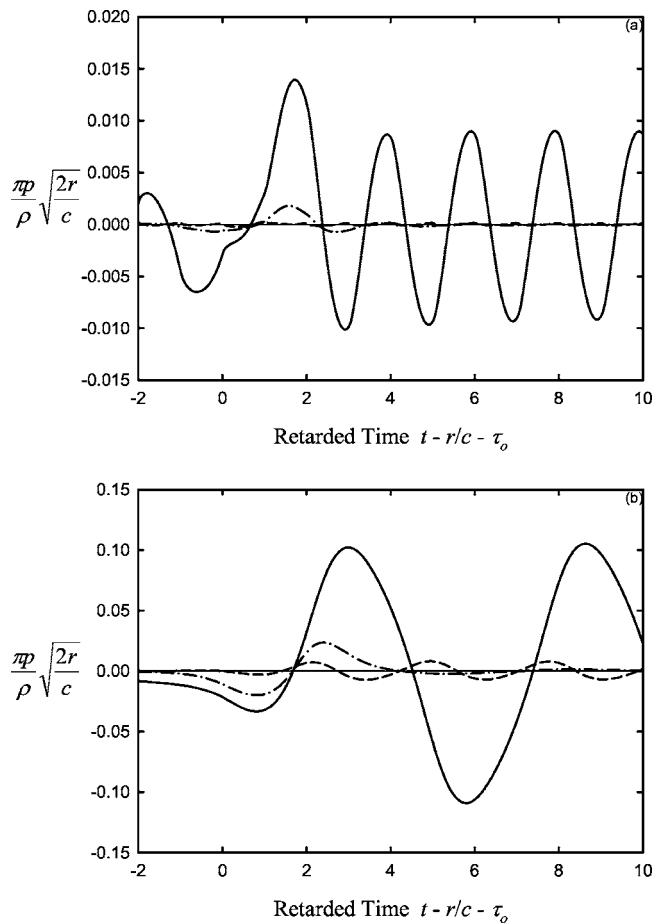 (a)
0.020
0.015
0.010
πp/ρ √(2r/c)
0.005
0.000
-0.005
-0.010
-0.015
-2 0 2 4 6 8 10
Retarded Time t - r/c - τₒ
(b)
0.15
0.10
0.05
πp/ρ √(2r/c)
0.00
-0.05
-0.10
-0.15
-2 0 2 4 6 8 10
Retarded Time t - r/c - τₒ